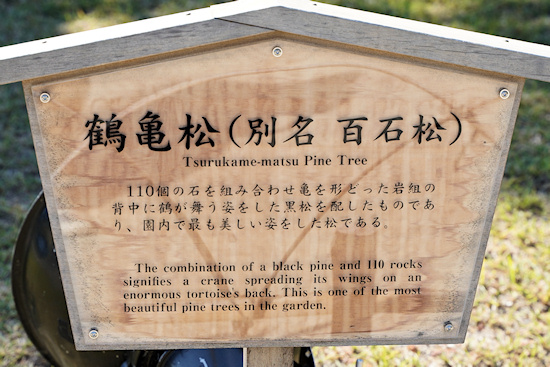 鶴亀松(別名 百石松)
Tsurukame-matsu Pine Tree
110個の石を組み合わせ亀を形どった岩組の
背中に鶴が舞う姿をした黒松を配したものであ
り、園内で最も美しい姿をした松である。
The combination of a black pine and 110 rocks
signifies a crane spreading its wings on an
enormous tortoise's back. This is one of the most
beautiful pine trees in the garden.